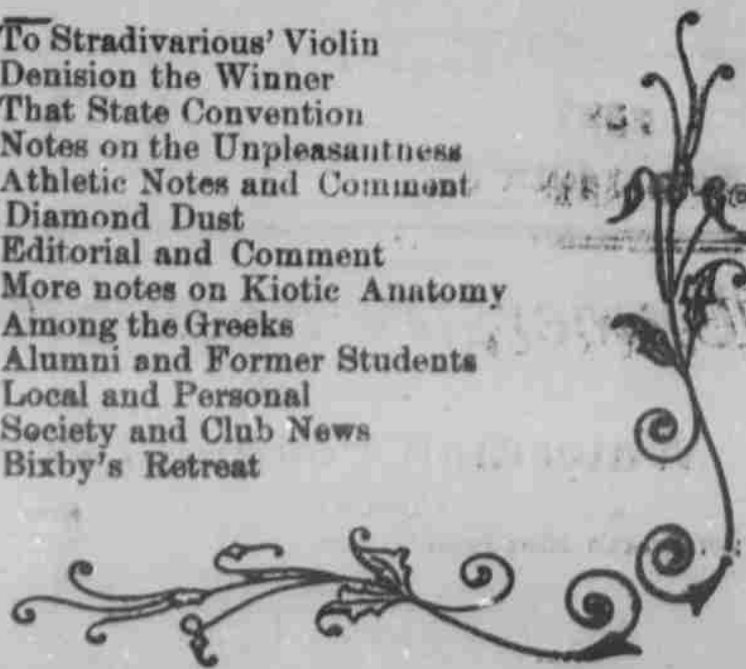 To Stradivarious' Violin
Denision the Winner
That State Convention
Notes on the Unpleasantness
Athletic Notes and Comment
Diamond Dust
Editorial and Comment
More notes on Kiotic Anatomy
Among the Greeks
Alumni and Former Students
Local and Personal
Society and Club News
Bixby's Retreat